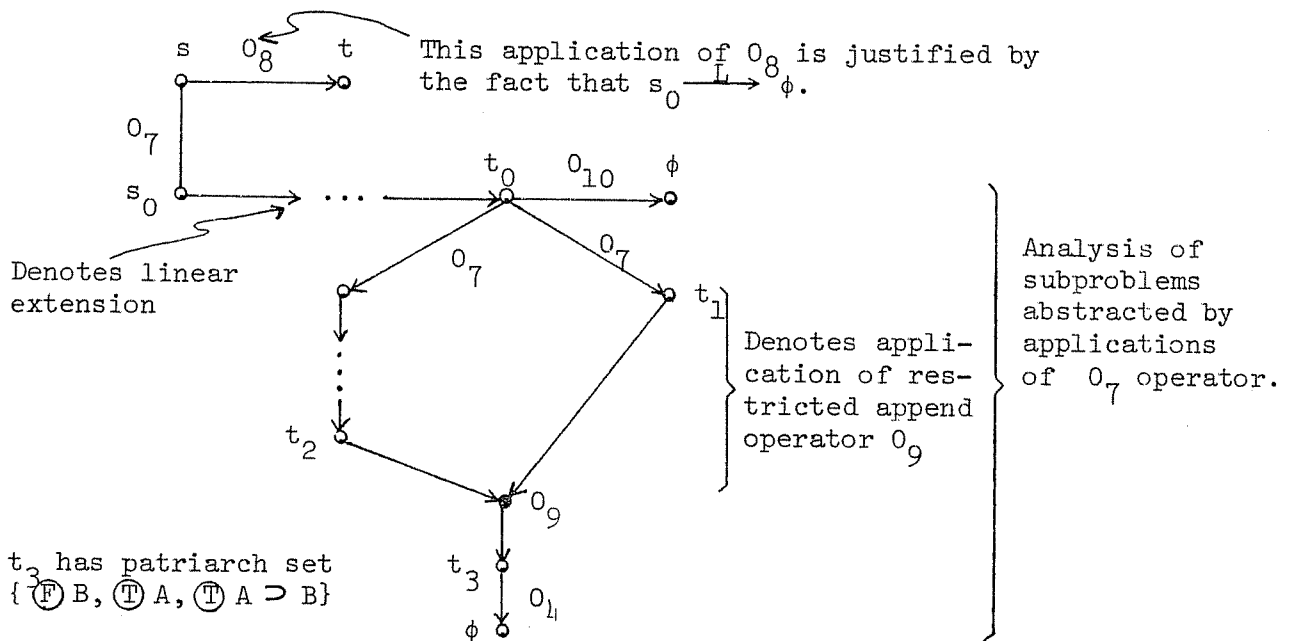 s O₈ t
This application of O₈ is justified by
the fact that s₀ —L→ ϕ.
O₇
t₀ O₁₀ ϕ
s₀ ...
O₇ O₇
Denotes linear
extension
t₁
Analysis of
subproblems
abstracted by
applications
of O₇ operator.
Denotes appli-
cation of res-
tricted append
operator O₉
t₂
O₉
t₃ has patriarch set
{Ⓕ B, Ⓣ A, Ⓣ A ⊃ B}
t₃
O₄
ϕ